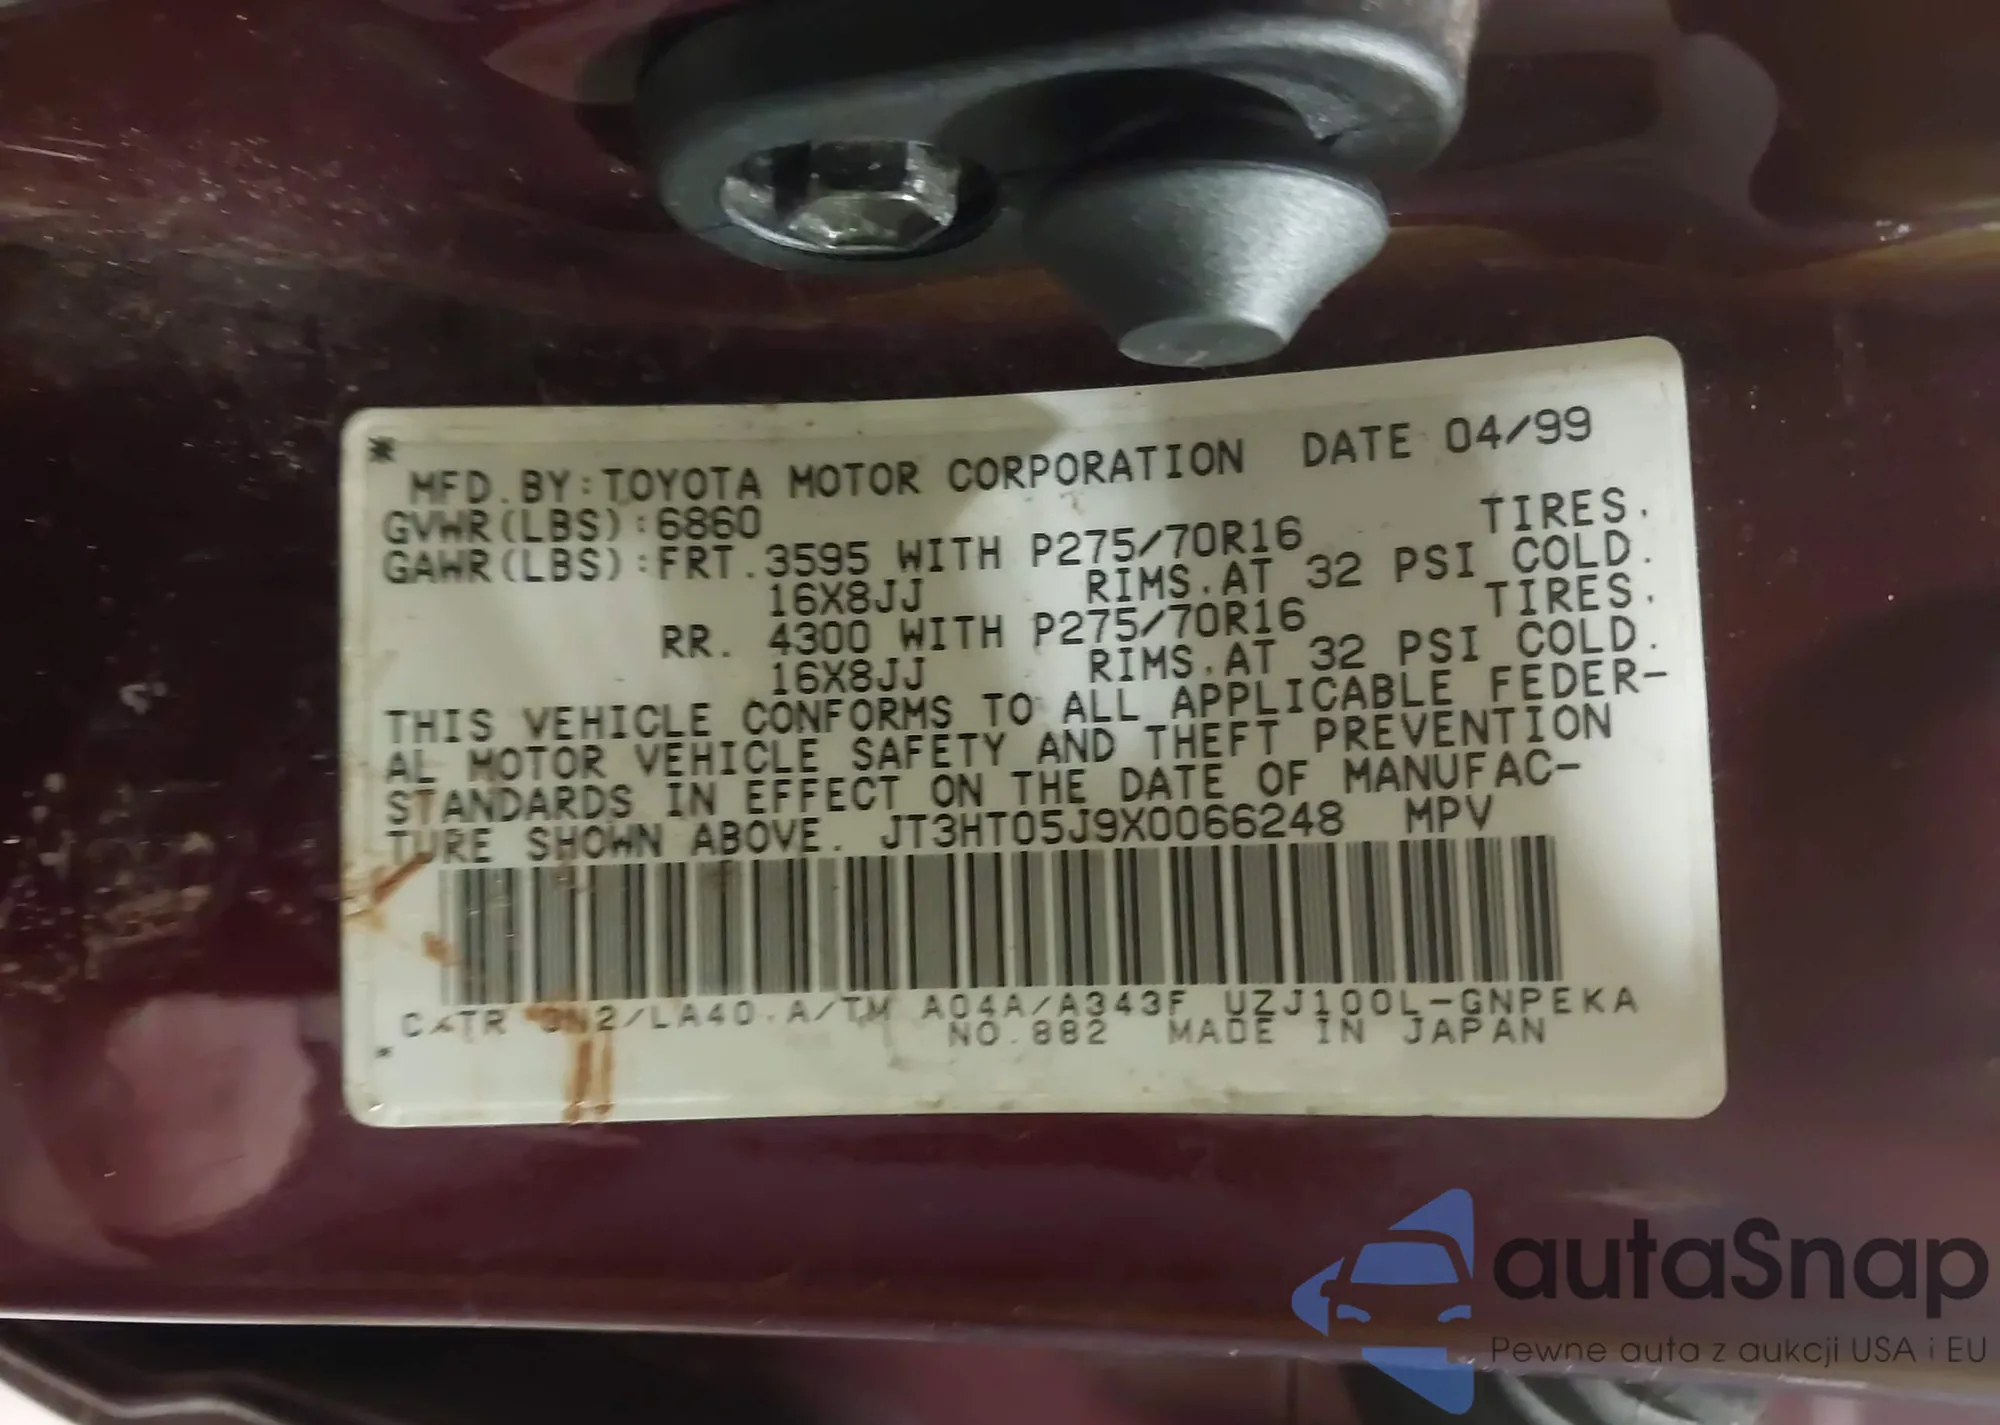 *
MFD. BY: TOYOTA MOTOR CORPORATION DATE 04/99
GVWR(LBS):6860
GAWR(LBS):FRT. 3595 WITH P275/70R16 TIRES.
16X8JJ RIMS. AT 32 PSI COLD.
RR. 4300 WITH P275/70R16 TIRES.
16X8JJ RIMS. AT 32 PSI COLD.
THIS VEHICLE CONFORMS TO ALL APPLICABLE FEDER-
AL MOTOR VEHICLE SAFETY AND THEFT PREVENTION
STANDARDS IN EFFECT ON THE DATE OF MANUFAC-
TURE SHOWN ABOVE. JT3HT05J9X0066248 MPV
C/TR 3N2/LA40. A/TM A04A/A343F UZJ100L-GNPEKA
* NO.882 MADE IN JAPAN
autaSnap
Pewne auta z aukcji USA i EU